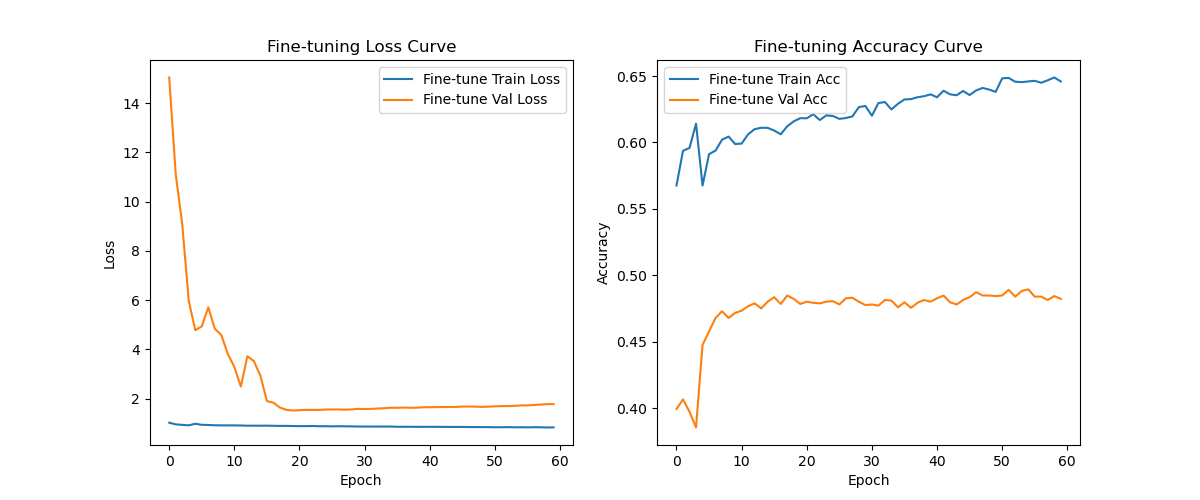 Fine-tuning Loss Curve
Fine-tune Train Loss
Fine-tune Val Loss
14
12
10
8
6
4
2
Loss
0
10
20
30
40
50
60
Epoch
Fine-tuning Accuracy Curve
Fine-tune Train Acc
Fine-tune Val Acc
0.65
0.60
0.55
0.50
0.45
0.40
Accuracy
0
10
20
30
40
50
60
Epoch